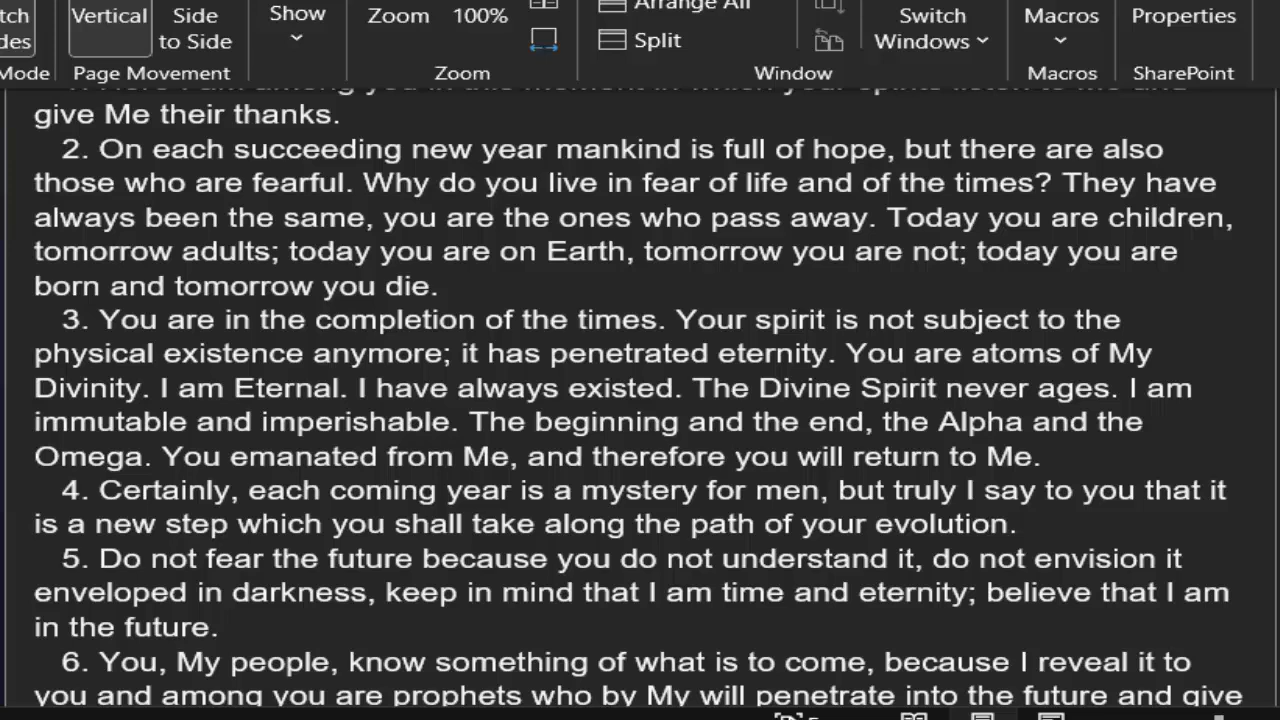 Vertical Side Show Zoom 100% Arrange All Switch Macros Properties
to Side Split Windows
Mode Page Movement Zoom Window Macros SharePoint
give Me their thanks.
2. On each succeeding new year mankind is full of hope, but there are also
those who are fearful. Why do you live in fear of life and of the times? They have
always been the same, you are the ones who pass away. Today you are children,
tomorrow adults; today you are on Earth, tomorrow you are not; today you are
born and tomorrow you die.
3. You are in the completion of the times. Your spirit is not subject to the
physical existence anymore; it has penetrated eternity. You are atoms of My
Divinity. I am Eternal. I have always existed. The Divine Spirit never ages. I am
immutable and imperishable. The beginning and the end, the Alpha and the
Omega. You emanated from Me, and therefore you will return to Me.
4. Certainly, each coming year is a mystery for men, but truly I say to you that it
is a new step which you shall take along the path of your evolution.
5. Do not fear the future because you do not understand it, do not envision it
enveloped in darkness, keep in mind that I am time and eternity; believe that I am
in the future.
6. You, My people, know something of what is to come, because I reveal it to
you and among you are prophets who by My will penetrate into the future and give